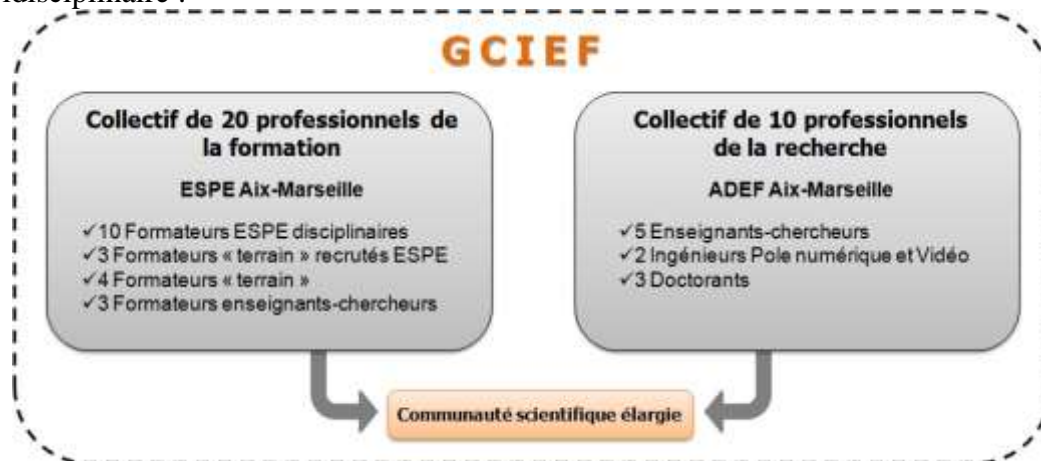 idisciplinaire :
GCIEF
Collectif de 20 professionnels de
la formation
ESPE Aix-Marseille
✓10 Formateurs ESPE disciplinaires
✓3 Formateurs « terrain » recrutés ESPE
✓4 Formateurs « terrain »
✓3 Formateurs enseignants-chercheurs
Collectif de 10 professionnels
de la recherche
ADEF Aix-Marseille
✓5 Enseignants-chercheurs
✓2 Ingénieurs Pole numérique et Vidéo
✓3 Doctorants
Communauté scientifique élargie